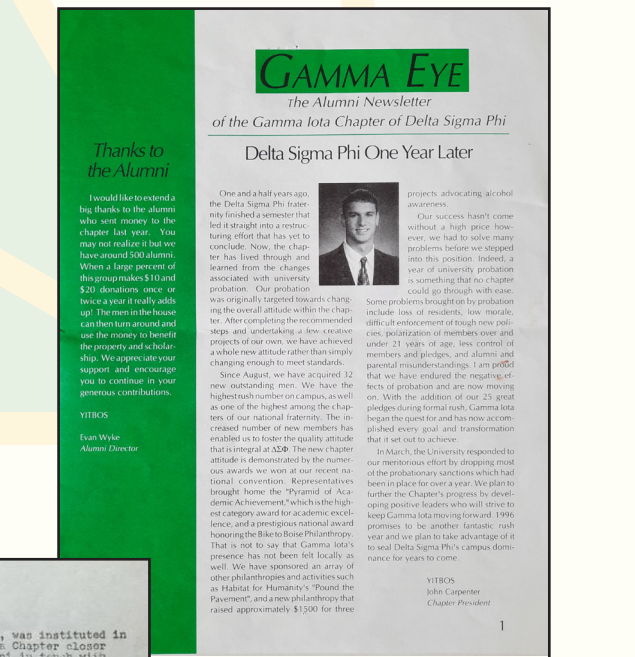 GAMMA EYE
The Alumni Newsletter
of the Gamma Iota Chapter of Delta Sigma Phi
Thanks to
the Alumni
I would like to extend a
big thanks to the alumni
who sent money to the
chapter last year. You
may not realize it but we
have around 500 alumni.
When a large percent of
this group makes $10 and
$20 donations once or
twice a year it really adds
up! The men in the house
can then turn around and
use the money to benefit
the property and scholar-
ship. We appreciate your
support and encourage
you to continue in your
generous contributions.
YITBOS
Evan Wyke
Alumni Director
Delta Sigma Phi One Year Later
One and a half years ago,
the Delta Sigma Phi frater-
nity finished a semester that
led it straight into a restruc-
turing effort that has yet to
conclude. Now, the chap-
ter has lived through and
learned from the changes
associated with university
probation. Our probation
was originally targeted towards chang-
ing the overall attitude within the chap-
ter. After completing the recommended
steps and undertaking a few creative
projects of our own, we have achieved
a whole new attitude rather than simply
changing enough to meet standards.
Since August, we have acquired 32
new outstanding men. We have the
highest rush number on campus, as well
as one of the highest among the chap-
ters of our national fraternity. The in-
creased number of new members has
enabled us to foster the quality attitude
that is integral at ΔΣΦ. The new chapter
attitude is demonstrated by the numer-
ous awards we won at our recent na-
tional convention. Representatives
brought home the "Pyramid of Aca-
demic Achievement," which is the high-
est category award for academic excel-
lence, and a prestigious national award
honoring the Bike to Boise Philanthropy.
That is not to say that Gamma Iota's
presence has not been felt locally as
well. We have sponsored an array of
other philanthropies and activities such
as Habitat for Humanity's "Pound the
Pavement", and a new philanthropy that
raised approximately $1500 for three
projects advocating alcohol
awareness.
Our success hasn't come
without a high price how-
ever, we had to solve many
problems before we stepped
into this position. Indeed, a
year of university probation
is something that no chapter
could go through with ease.
Some problems brought on by probation
include loss of residents, low morale,
difficult enforcement of tough new poli-
cies, polarization of members over and
under 21 years of age, less control of
members and pledges, and alumni and
parental misunderstandings. I am proud
that we have endured the negative ef-
fects of probation and are now moving
on. With the addition of our 25 great
pledges during formal rush, Gamma Iota
began the quest for and has now accom-
plished every goal and transformation
that it set out to achieve.
In March, the University responded to
our meritorious effort by dropping most
of the probationary sanctions which had
been in place for over a year. We plan to
further the Chapter's progress by devel-
oping positive leaders who will strive to
keep Gamma Iota moving forward. 1996
promises to be another fantastic rush
year and we plan to take advantage of it
to seal Delta Sigma Phi's campus domi-
nance for years to come.
YITBOS
John Carpenter
Chapter President
1
, was instituted in
Chapter closer